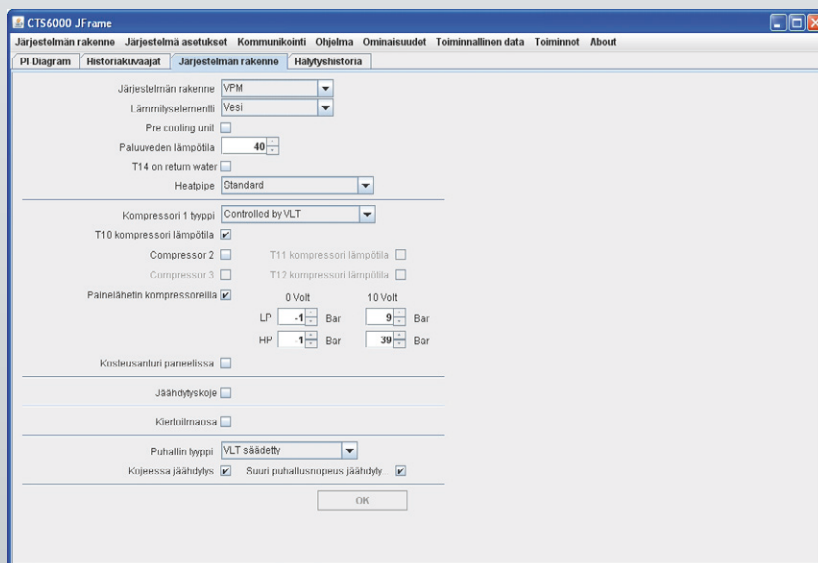 CTS6000 JFrame
Järjestelmän rakenne Järjestelmä asetukset Kommunikointi Ohjelma Ominaisuudet Toiminnallinen data Toiminnot About
PI Diagram Historiakuvaajat Järjestelmän rakenne Hälytyshistoria
Järjestelmän rakenne VPM
Lämmityselementti Vesi
Pre cooling unit
Paluuveden lämpötila 40
T14 on return water
Heatpipe Standard
Kompressori 1 tyyppi Controlled by VLT
T10 kompressori lämpötila
Compressor 2 T11 kompressori lämpötila
Compressor 3 T12 kompressori lämpötila
Painelähetin kompressoreilla 0 Volt 10 Volt
LP -1 Bar 9 Bar
HP -1 Bar 39 Bar
Kosteusanturi paneelissa
Jäähdytyskoje
Kiertoilmaosa
Puhallin tyyppi VLT säädetty
Kojeessa jäähdytys Suuri puhallusnopeus jäähdyty...
OK